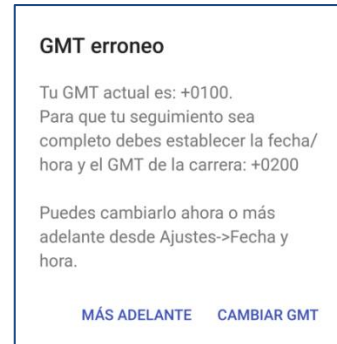 GMT erroneo
Tu GMT actual es: +0100.
Para que tu seguimiento sea
completo debes establecer la fecha/
hora y el GMT de la carrera: +0200
Puedes cambiarlo ahora o más
adelante desde Ajustes->Fecha y
hora.
MÁS ADELANTE CAMBIAR GMT